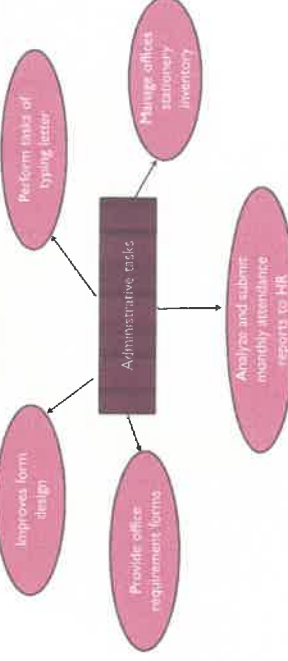 Improves form
design
Perform tasks of
typing letter
Administrative tasks
Provide office
requirement forms
Manage offices
stationery
inventory
Analyze and submit
monthly attendance
reports to HR